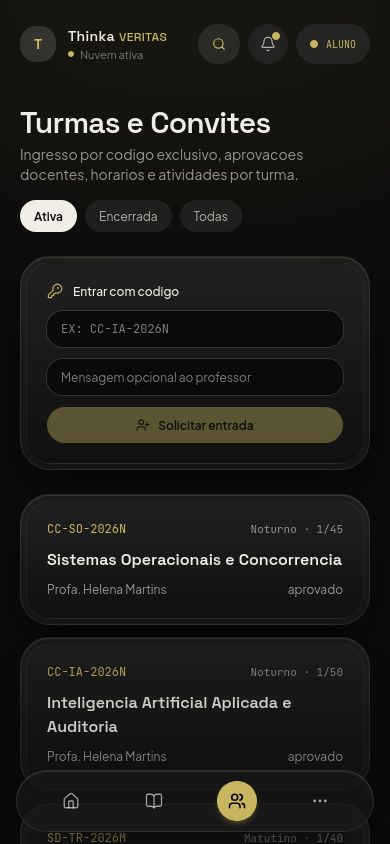 T
Thinka VERITAS
Nuvem ativa
ALUNO
Turmas e Convites
Ingresso por codigo exclusivo, aprovacoes
docentes, horarios e atividades por turma.
Ativa
Encerrada
Todas
Entrar com codigo
EX: CC-IA-2026N
Mensagem opcional ao professor
Solicitar entrada
CC-SO-2026N
Noturno · 1/45
Sistemas Operacionais e Concorrencia
Profa. Helena Martins
aprovado
CC-IA-2026N
Noturno · 1/50
Inteligencia Artificial Aplicada e
Auditoria
Profa. Helena Martins
aprovado
SD-TR-2026M
Matutino · 1/40